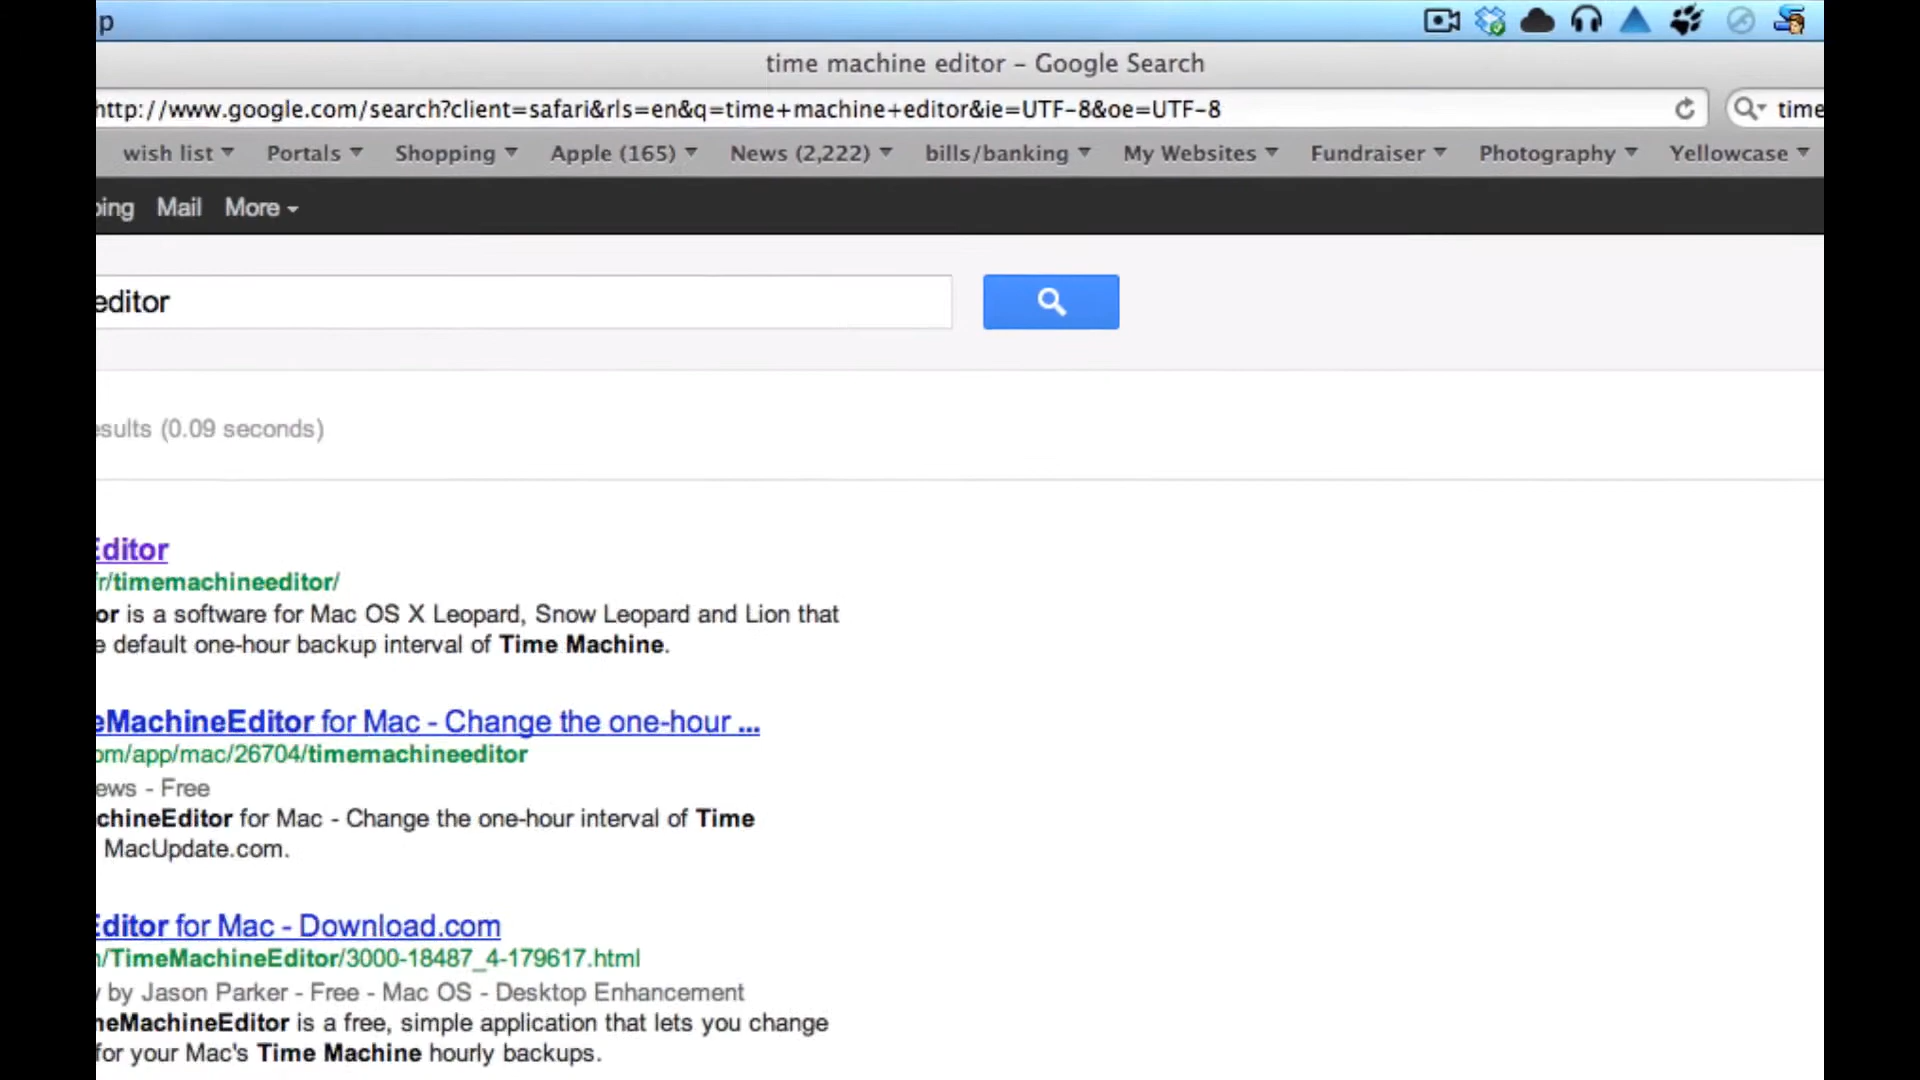 p
time machine editor – Google Search
http://www.google.com/search?client=safari&rls=en&q=time+machine+editor&ie=UTF-8&oe=UTF-8
time
wish list Portals Shopping Apple (165) News (2,222) bills/banking My Websites Fundraiser Photography Yellowcase
ping Mail More
editor
esults (0.09 seconds)
Editor
fr/timemachineeditor/
or is a software for Mac OS X Leopard, Snow Leopard and Lion that
e default one-hour backup interval of Time Machine.
eMachineEditor for Mac - Change the one-hour ...
om/app/mac/26704/timemachineeditor
ews - Free
chineEditor for Mac - Change the one-hour interval of Time
MacUpdate.com.
Editor for Mac - Download.com
/TimeMachineEditor/3000-18487_4-179617.html
by Jason Parker - Free - Mac OS - Desktop Enhancement
neMachineEditor is a free, simple application that lets you change
for your Mac's Time Machine hourly backups.